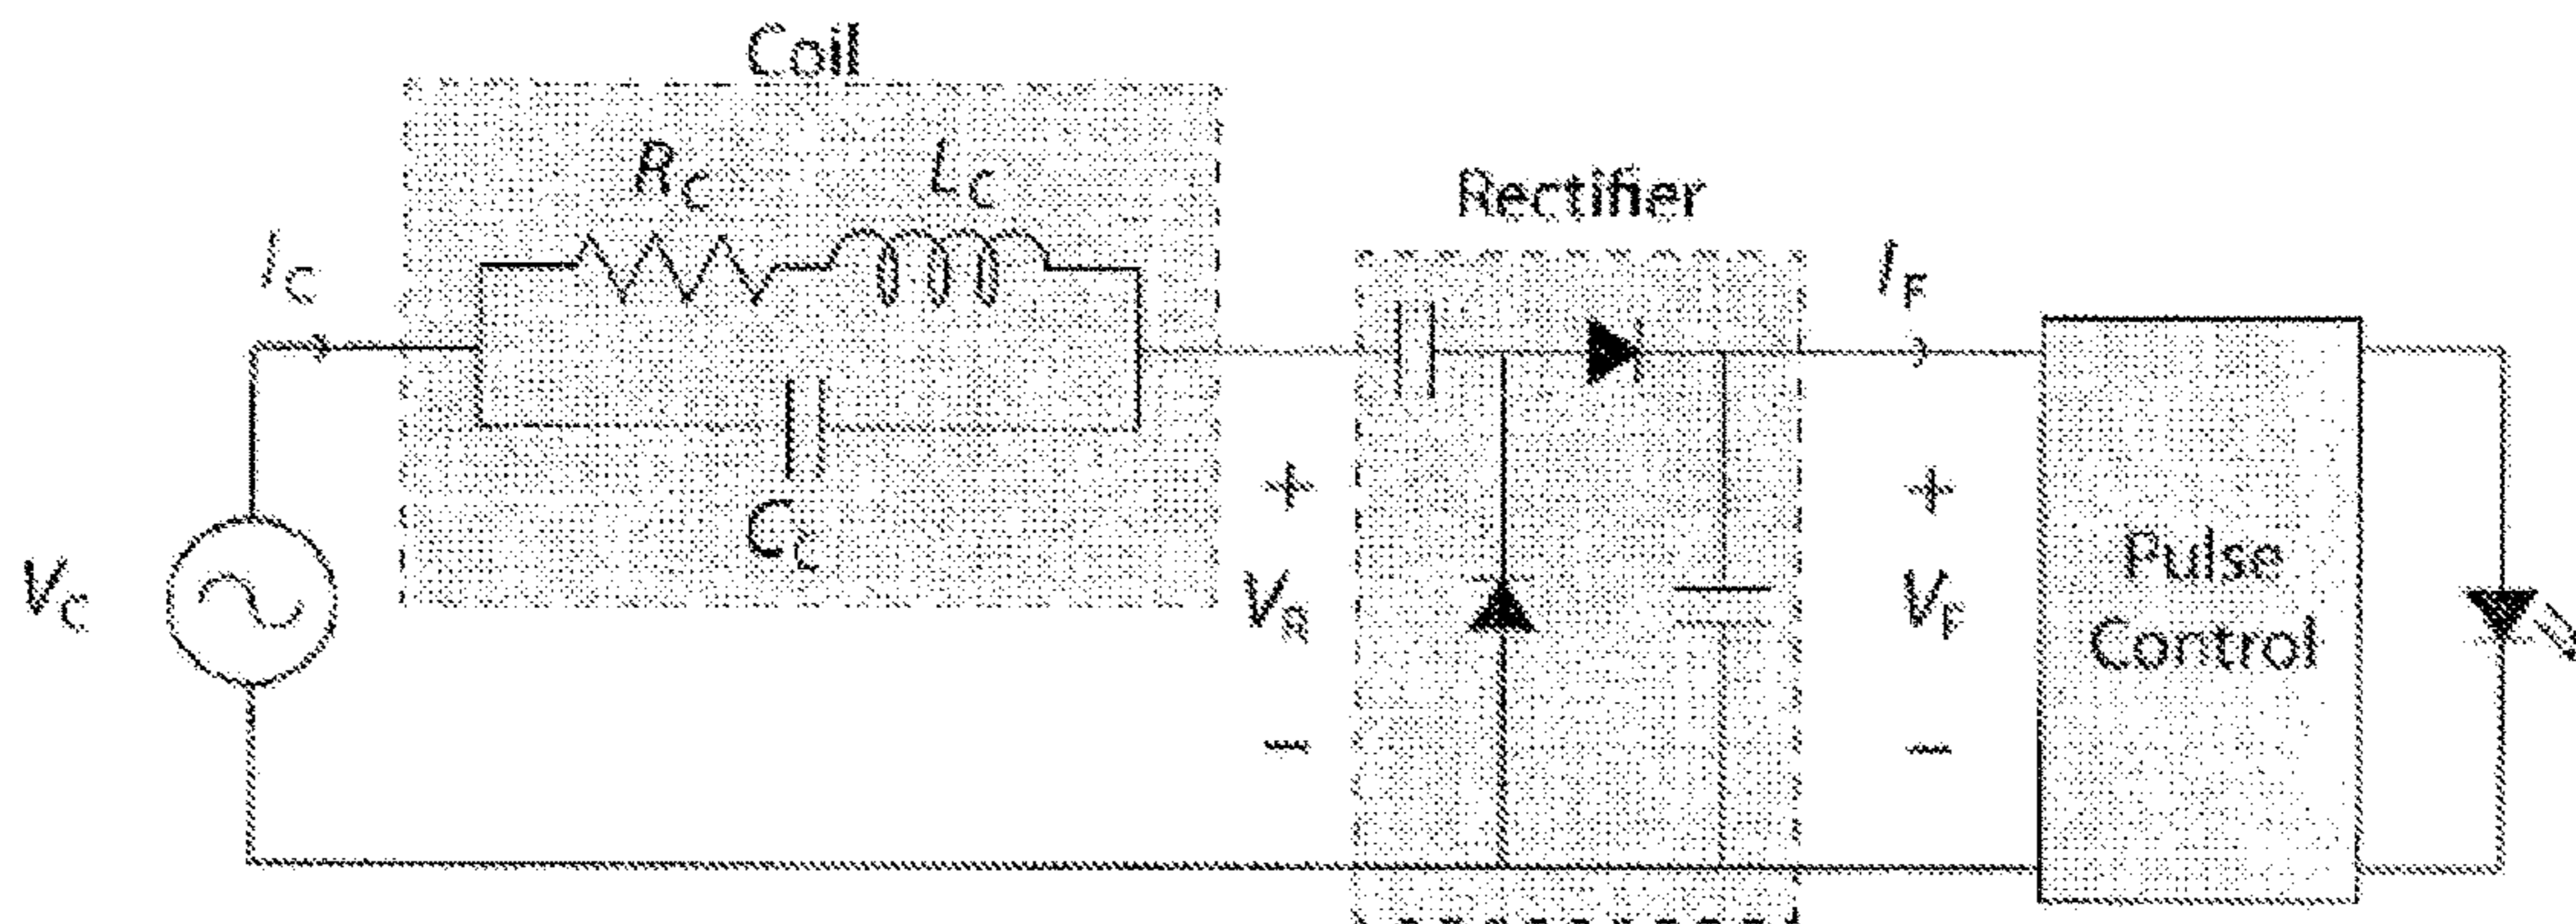 Coil
R_C
L_C
I_C
C_C
V_C
Rectifier
I_F
+
V_R
−
+
V_F
−
Pulse
Control